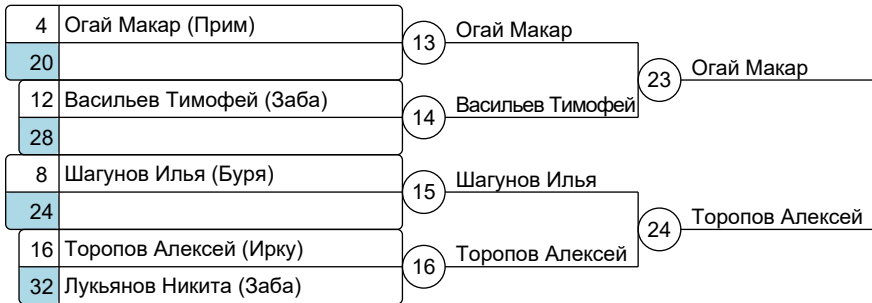 4 Огай Макар (Прим)
20
13 Огай Макар
12 Васильев Тимофей (Заба)
28
14 Васильев Тимофей
23 Огай Макар
8 Шагунов Илья (Буря)
24
15 Шагунов Илья
16 Торопов Алексей (Ирку)
32 Лукьянов Никита (Заба)
16 Торопов Алексей
24 Торопов Алексей